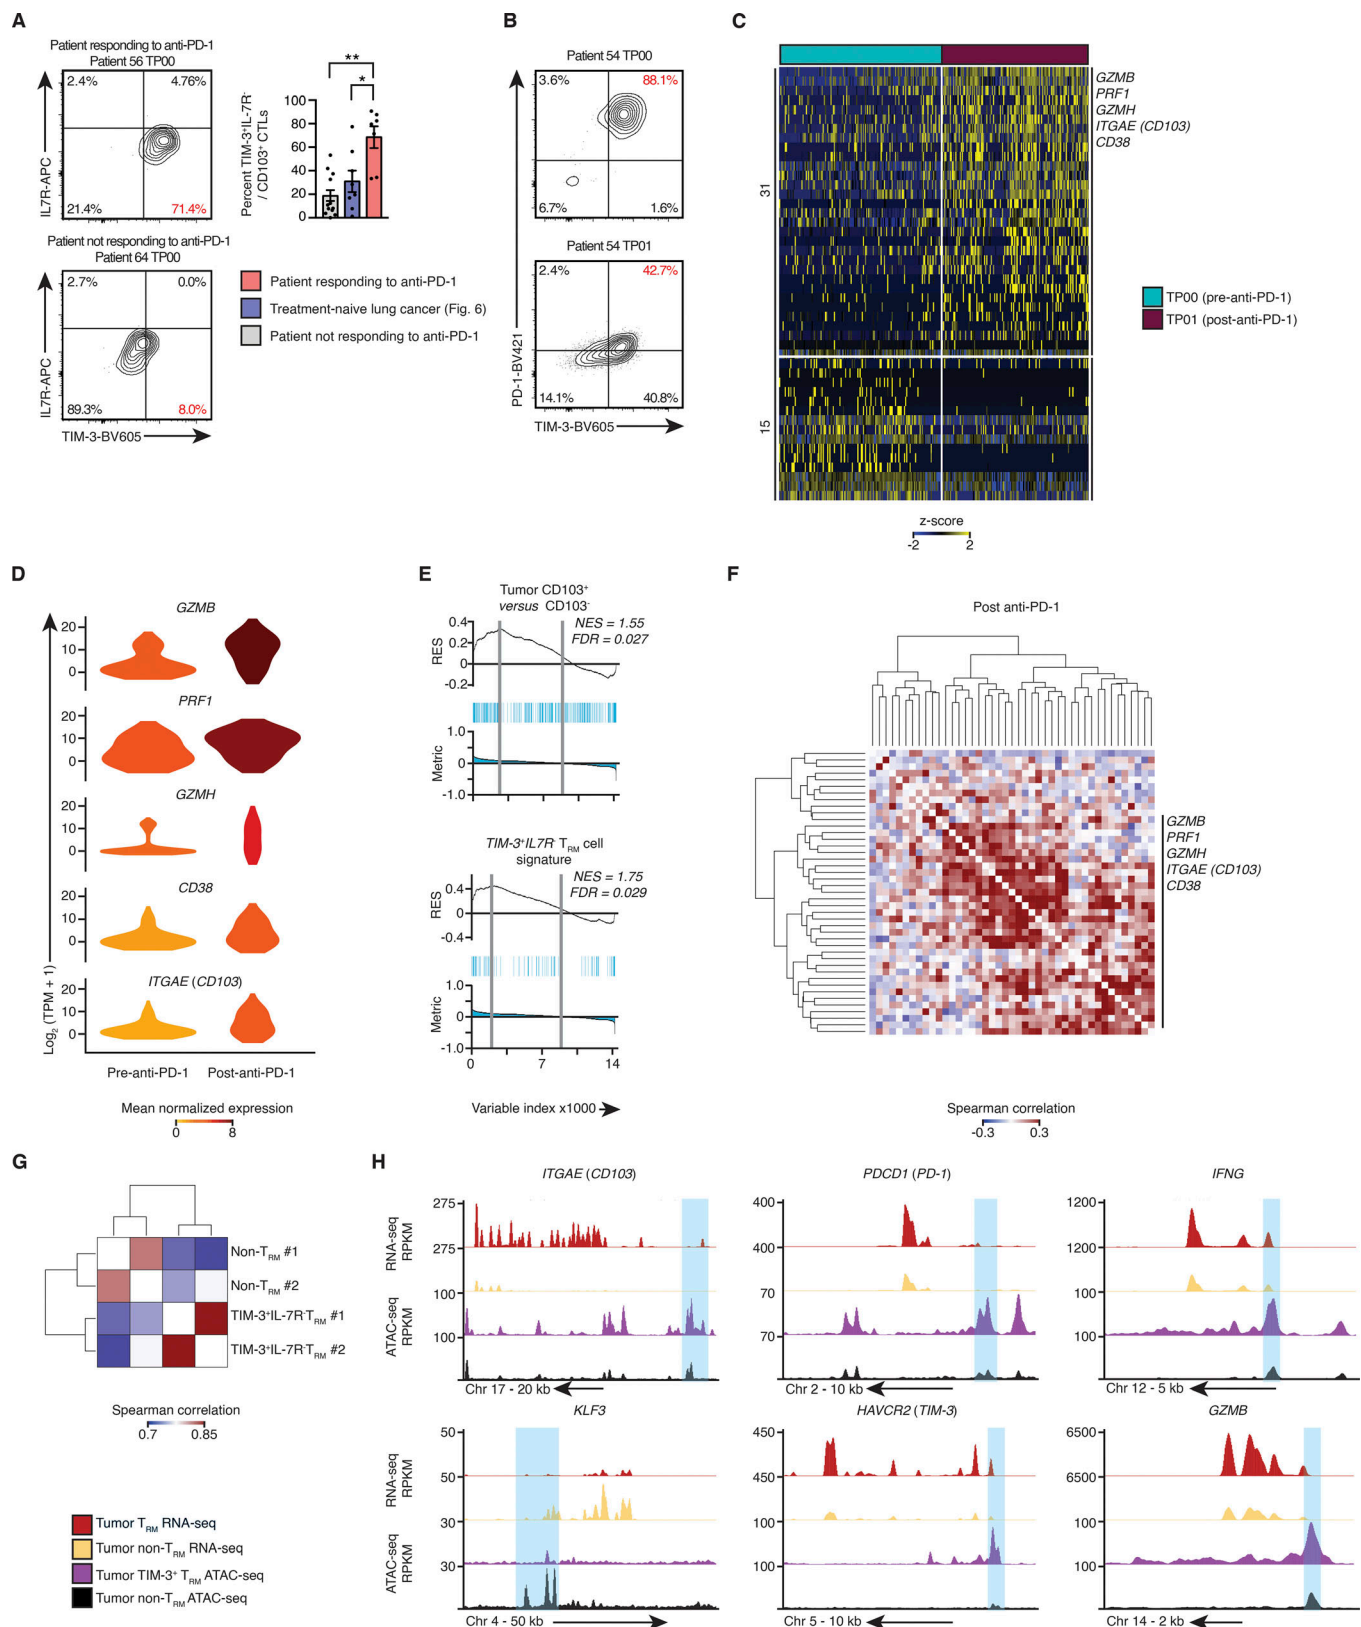 A
Patient responding to anti-PD-1
Patient 56 TP00
2.4%
4.76%
21.4%
71.4%
IL7R-APC
Patient not responding to anti-PD-1
Patient 64 TP00
2.7%
0.0%
89.3%
8.0%
IL7R-APC
TIM-3-BV605
**
*
100
80
60
40
20
0
Percent TIM-3⁺IL-7R⁻
/ CD103⁺ CTLs
Patient responding to anti-PD-1
Treatment-naive lung cancer (Fig. 6)
Patient not responding to anti-PD-1
B
Patient 54 TP00
3.6%
88.1%
6.7%
1.6%
Patient 54 TP01
2.4%
42.7%
14.1%
40.8%
PD-1-BV421
TIM-3-BV605
C
GZMB
PRF1
GZMH
ITGAE (CD103)
CD38
31
15
TP00 (pre-anti-PD-1)
TP01 (post-anti-PD-1)
z-score
-2
2
D
GZMB
20
10
0
PRF1
20
10
0
GZMH
20
10
0
CD38
20
10
0
ITGAE (CD103)
20
10
0
Log₂ (TPM + 1)
Pre-anti-PD-1
Post-anti-PD-1
Mean normalized expression
0
8
E
Tumor CD103⁺
versus CD103⁻
NES = 1.55
FDR = 0.027
0.4
0.2
0
-0.2
RES
1.0
0
-1.0
Metric
TIM-3⁺IL7R⁻ T_RM cell
signature
NES = 1.75
FDR = 0.029
0.4
0
-0.4
RES
1.0
0
-1.0
Metric
0
7
14
Variable index x1000
F
Post anti-PD-1
GZMB
PRF1
GZMH
ITGAE (CD103)
CD38
Spearman correlation
-0.3
0.3
G
Non-T_RM #1
Non-T_RM #2
TIM-3⁺IL-7R⁻T_RM #1
TIM-3⁺IL-7R⁻T_RM #2
Spearman correlation
0.7
0.85
Tumor T_RM RNA-seq
Tumor non-T_RM RNA-seq
Tumor TIM-3⁺ T_RM ATAC-seq
Tumor non-T_RM ATAC-seq
H
ITGAE (CD103)
275
275
100
100
RNA-seq
RPKM
ATAC-seq
RPKM
Chr 17 - 20 kb
PDCD1 (PD-1)
400
400
70
70
Chr 2 - 10 kb
IFNG
1200
1200
100
100
Chr 12 - 5 kb
KLF3
50
50
30
30
RNA-seq
RPKM
ATAC-seq
RPKM
Chr 4 - 50 kb
HAVCR2 (TIM-3)
450
450
100
100
Chr 5 - 10 kb
GZMB
6500
6500
100
100
Chr 14 - 2 kb